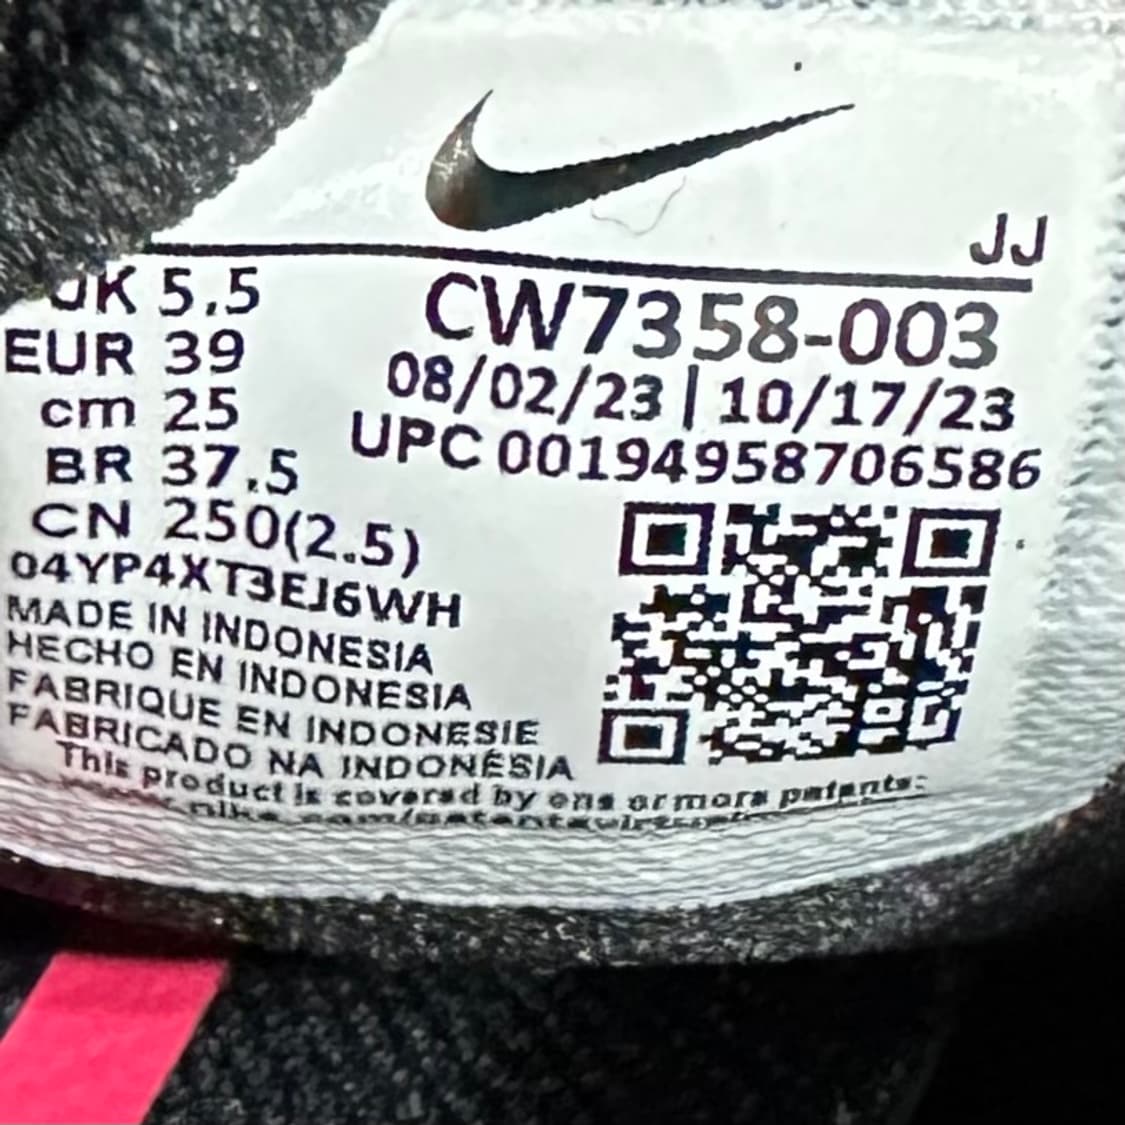 JJ
UK 5.5
EUR 39
cm 25
BR 37.5
CN 250(2.5)
04YP4XT3EJ6WH
MADE IN INDONESIA
HECHO EN INDONESIA
FABRIQUE EN INDONESIE
FABRICADO NA INDONÉSIA
This product is covered by one or more patents:
CW7358-003
08/02/23 | 10/17/23
UPC 00194958706586